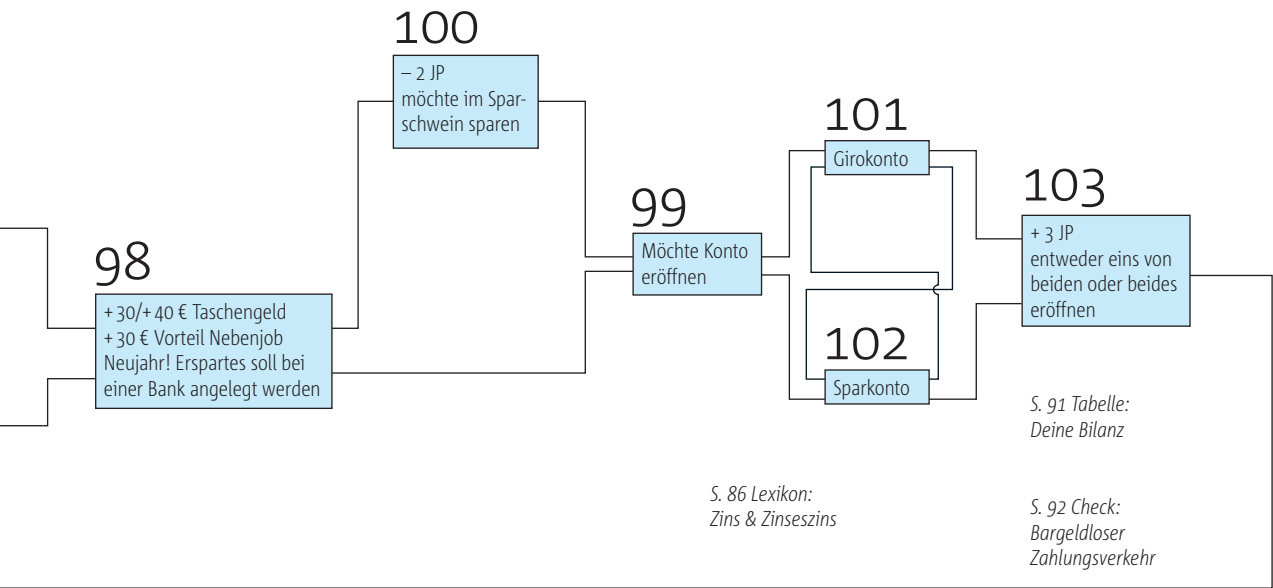 100
– 2 JP
möchte im Spar-
schwein sparen
98
+ 30/+ 40 € Taschengeld
+ 30 € Vorteil Nebenjob
Neujahr! Erspartes soll bei
einer Bank angelegt werden
99
Möchte Konto
eröffnen
101
Girokonto
102
Sparkonto
103
+ 3 JP
entweder eins von
beiden oder beides
eröffnen
S. 91 Tabelle:
Deine Bilanz
S. 86 Lexikon:
Zins & Zinseszins
S. 92 Check:
Bargeldloser
Zahlungsverkehr